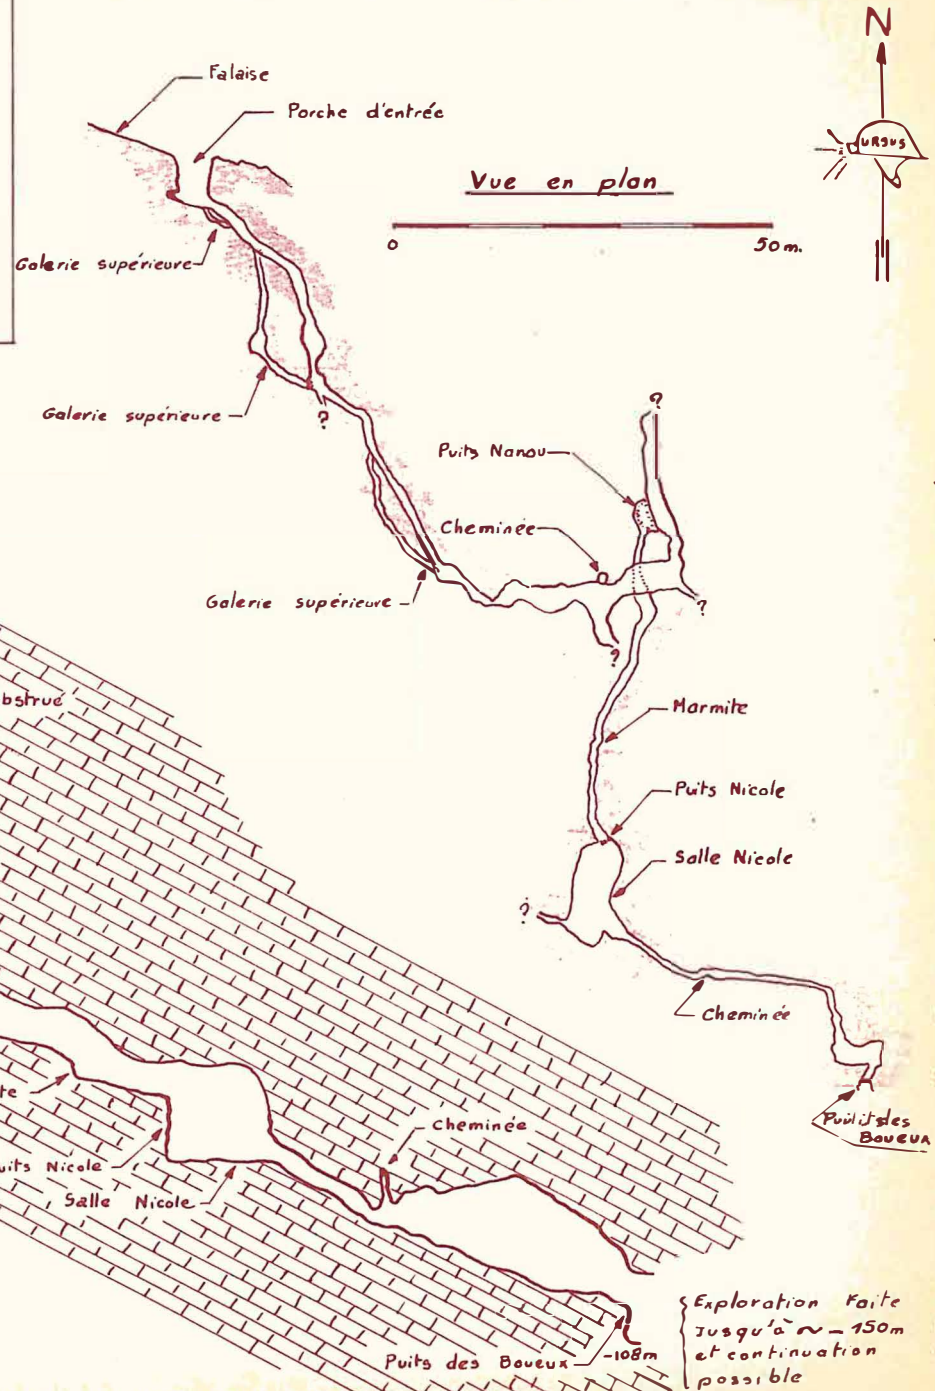 N
URSUS
Falaise
Porche d'entrée
Vue en plan
0
50m.
Galerie supérieure
Galerie supérieure
?
?
Puits Nanou
Cheminée
Galerie supérieure
?
?
Marmite
Puits Nicole
Salle Nicole
?
Cheminée
Puits des
Boueux
bstrué
te
uits Nicole
Salle Nicole
Cheminée
Puits des Boueux
-108m
Exploration Faite
Jusqu'à ~ - 150m
et continuation
possible